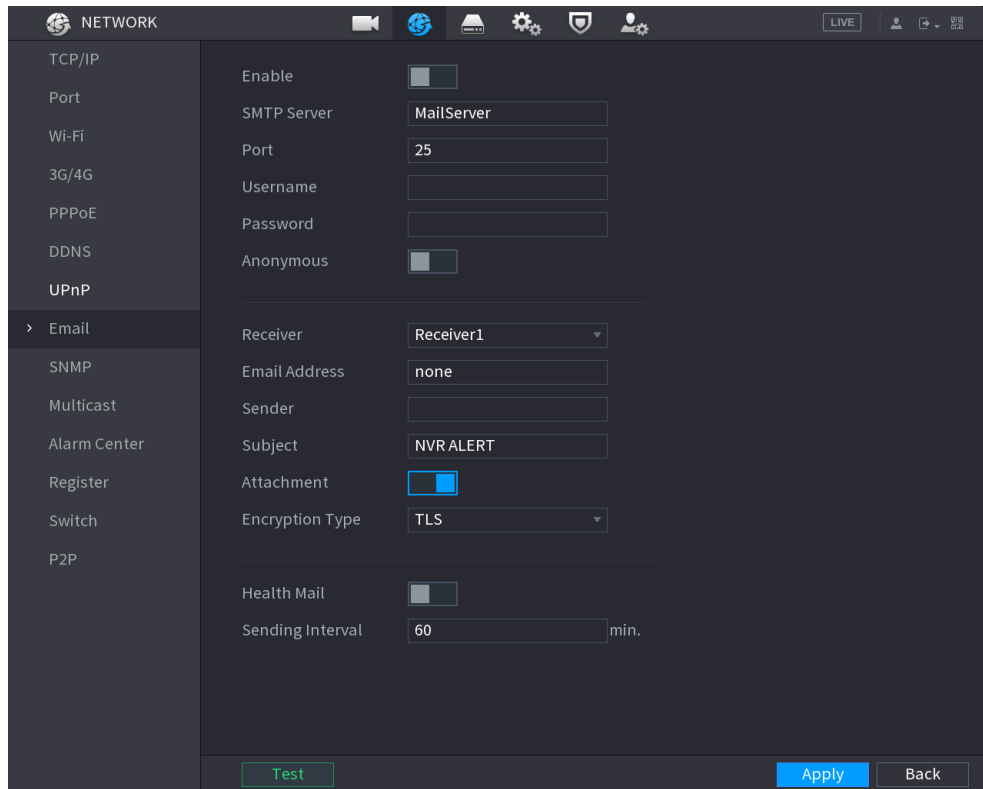 NETWORK
LIVE
TCP/IP
Port
Wi-Fi
3G/4G
PPPoE
DDNS
UPnP
Email
SNMP
Multicast
Alarm Center
Register
Switch
P2P
Enable
SMTP Server MailServer
Port 25
Username
Password
Anonymous
Receiver Receiver1
Email Address none
Sender
Subject NVR ALERT
Attachment
Encryption Type TLS
Health Mail
Sending Interval 60 min.
Test Apply Back